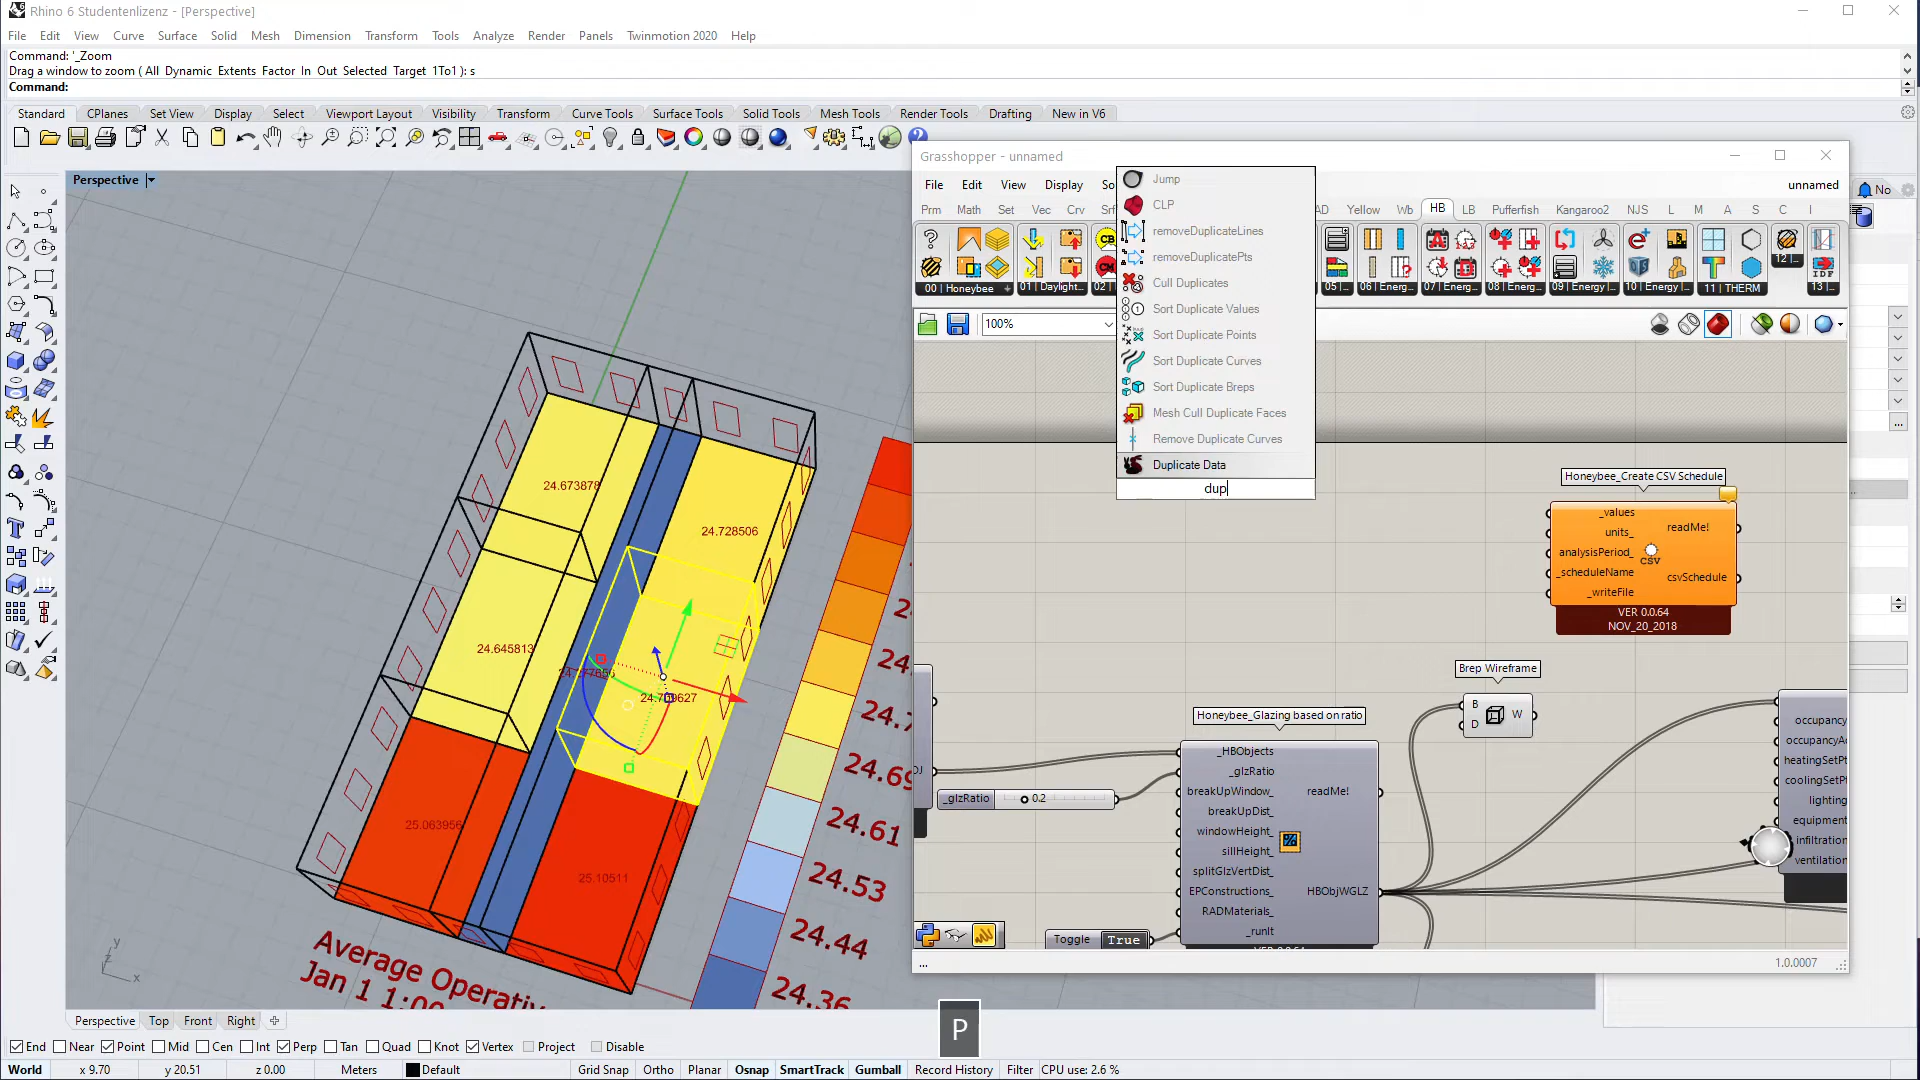 Rhino 6 Studentenlizenz - [Perspective]
File Edit View Curve Surface Solid Mesh Dimension Transform Tools Analyze Render Panels Twinmotion 2020 Help
Command: '_Zoom
Drag a window to zoom ( All Dynamic Extents Factor In Out Selected Target 1To1 ): s
Command:
Standard CPlanes Set View Display Select Viewport Layout Visibility Transform Curve Tools Surface Tools Solid Tools Mesh Tools Render Tools Drafting New in V6
Perspective
Grasshopper - unnamed
File Edit View Display So
unnamed
No
Prm Math Set Vec Crv Srf
AD Yellow Wb HB LB Pufferfish Kangaroo2 NJS L M A S C I
00 | Honeybee
01 | Daylight...
02 |
05 |...
06 | Energ...
07 | Energ...
08 | Energ...
09 | Energy |...
10 | Energy |...
11 | THERM
12 |...
13 |...
100%
Jump
CLP
removeDuplicateLines
removeDuplicatePts
Cull Duplicates
Sort Duplicate Values
Sort Duplicate Points
Sort Duplicate Curves
Sort Duplicate Breps
Mesh Cull Duplicate Faces
Remove Duplicate Curves
Duplicate Data
dup
Honeybee_Create CSV Schedule
_values
units_
analysisPeriod_
_scheduleName
_writeFile
readMe!
CSV
csvSchedule
VER 0.0.64
NOV_20_2018
Brep Wireframe
B
D
W
Honeybee_Glazing based on ratio
_HBObjects
_glzRatio
breakUpWindow_
breakUpDist_
windowHeight_
sillHeight_
splitGlzVertDist_
EPConstructions_
RADMaterials_
_runIt
readMe!
HBObjWGLZ
_glzRatio 0.2
Toggle True
occupancy
occupancyAc
heatingSetPt
coolingSetPt
lighting
equipment
infiltration
ventilation
...
1.0.0007
24.673878
24.728506
24.645813
25.063956
25.10511
24.69
24.61
24.53
24.44
24.36
Average Operativ
Jan 1 1:00
P
Perspective Top Front Right
End Near Point Mid Cen Int Perp Tan Quad Knot Vertex Project Disable
World x 9.70 y 20.51 z 0.00 Meters Default Grid Snap Ortho Planar Osnap SmartTrack Gumball Record History Filter CPU use: 2.6 %